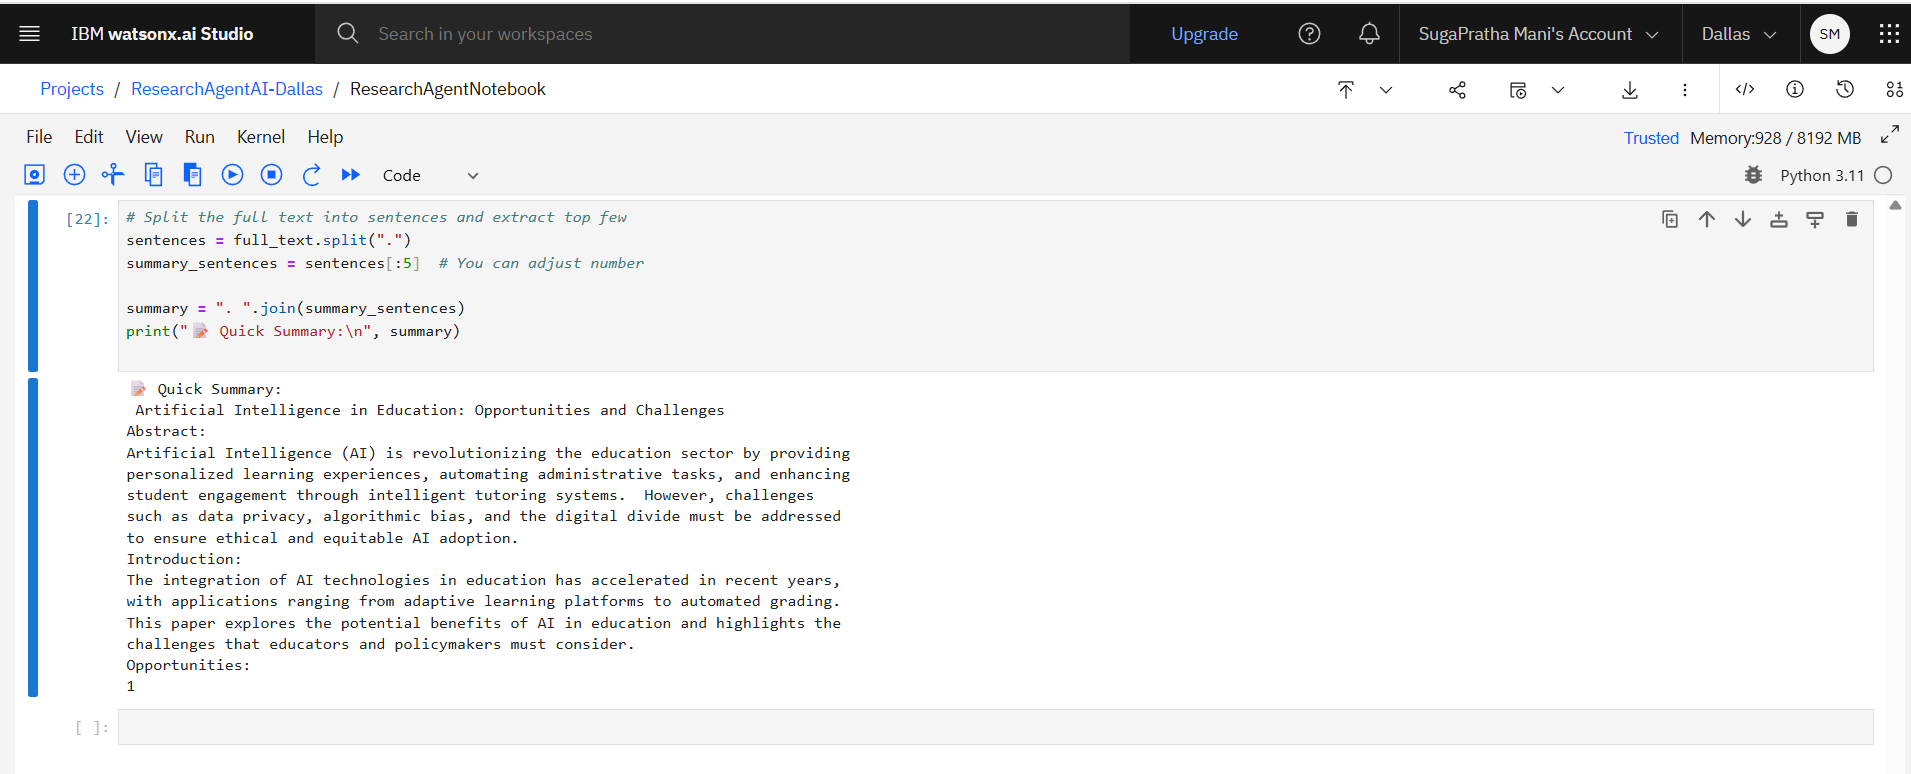 IBM watsonx.ai Studio
Search in your workspaces
Upgrade
SugaPratha Mani's Account
Dallas
SM
Projects / ResearchAgentAI-Dallas / ResearchAgentNotebook
File Edit View Run Kernel Help
Trusted Memory:928 / 8192 MB
Code
Python 3.11
[22]:
# Split the full text into sentences and extract top few
sentences = full_text.split(".")
summary_sentences = sentences[:5]  # You can adjust number
summary = ". ".join(summary_sentences)
print("📝 Quick Summary:\n", summary)
📝 Quick Summary:
Artificial Intelligence in Education: Opportunities and Challenges
Abstract:
Artificial Intelligence (AI) is revolutionizing the education sector by providing
personalized learning experiences, automating administrative tasks, and enhancing
student engagement through intelligent tutoring systems.  However, challenges
such as data privacy, algorithmic bias, and the digital divide must be addressed
to ensure ethical and equitable AI adoption.
Introduction:
The integration of AI technologies in education has accelerated in recent years,
with applications ranging from adaptive learning platforms to automated grading.
This paper explores the potential benefits of AI in education and highlights the
challenges that educators and policymakers must consider.
Opportunities:
1
[ ]: